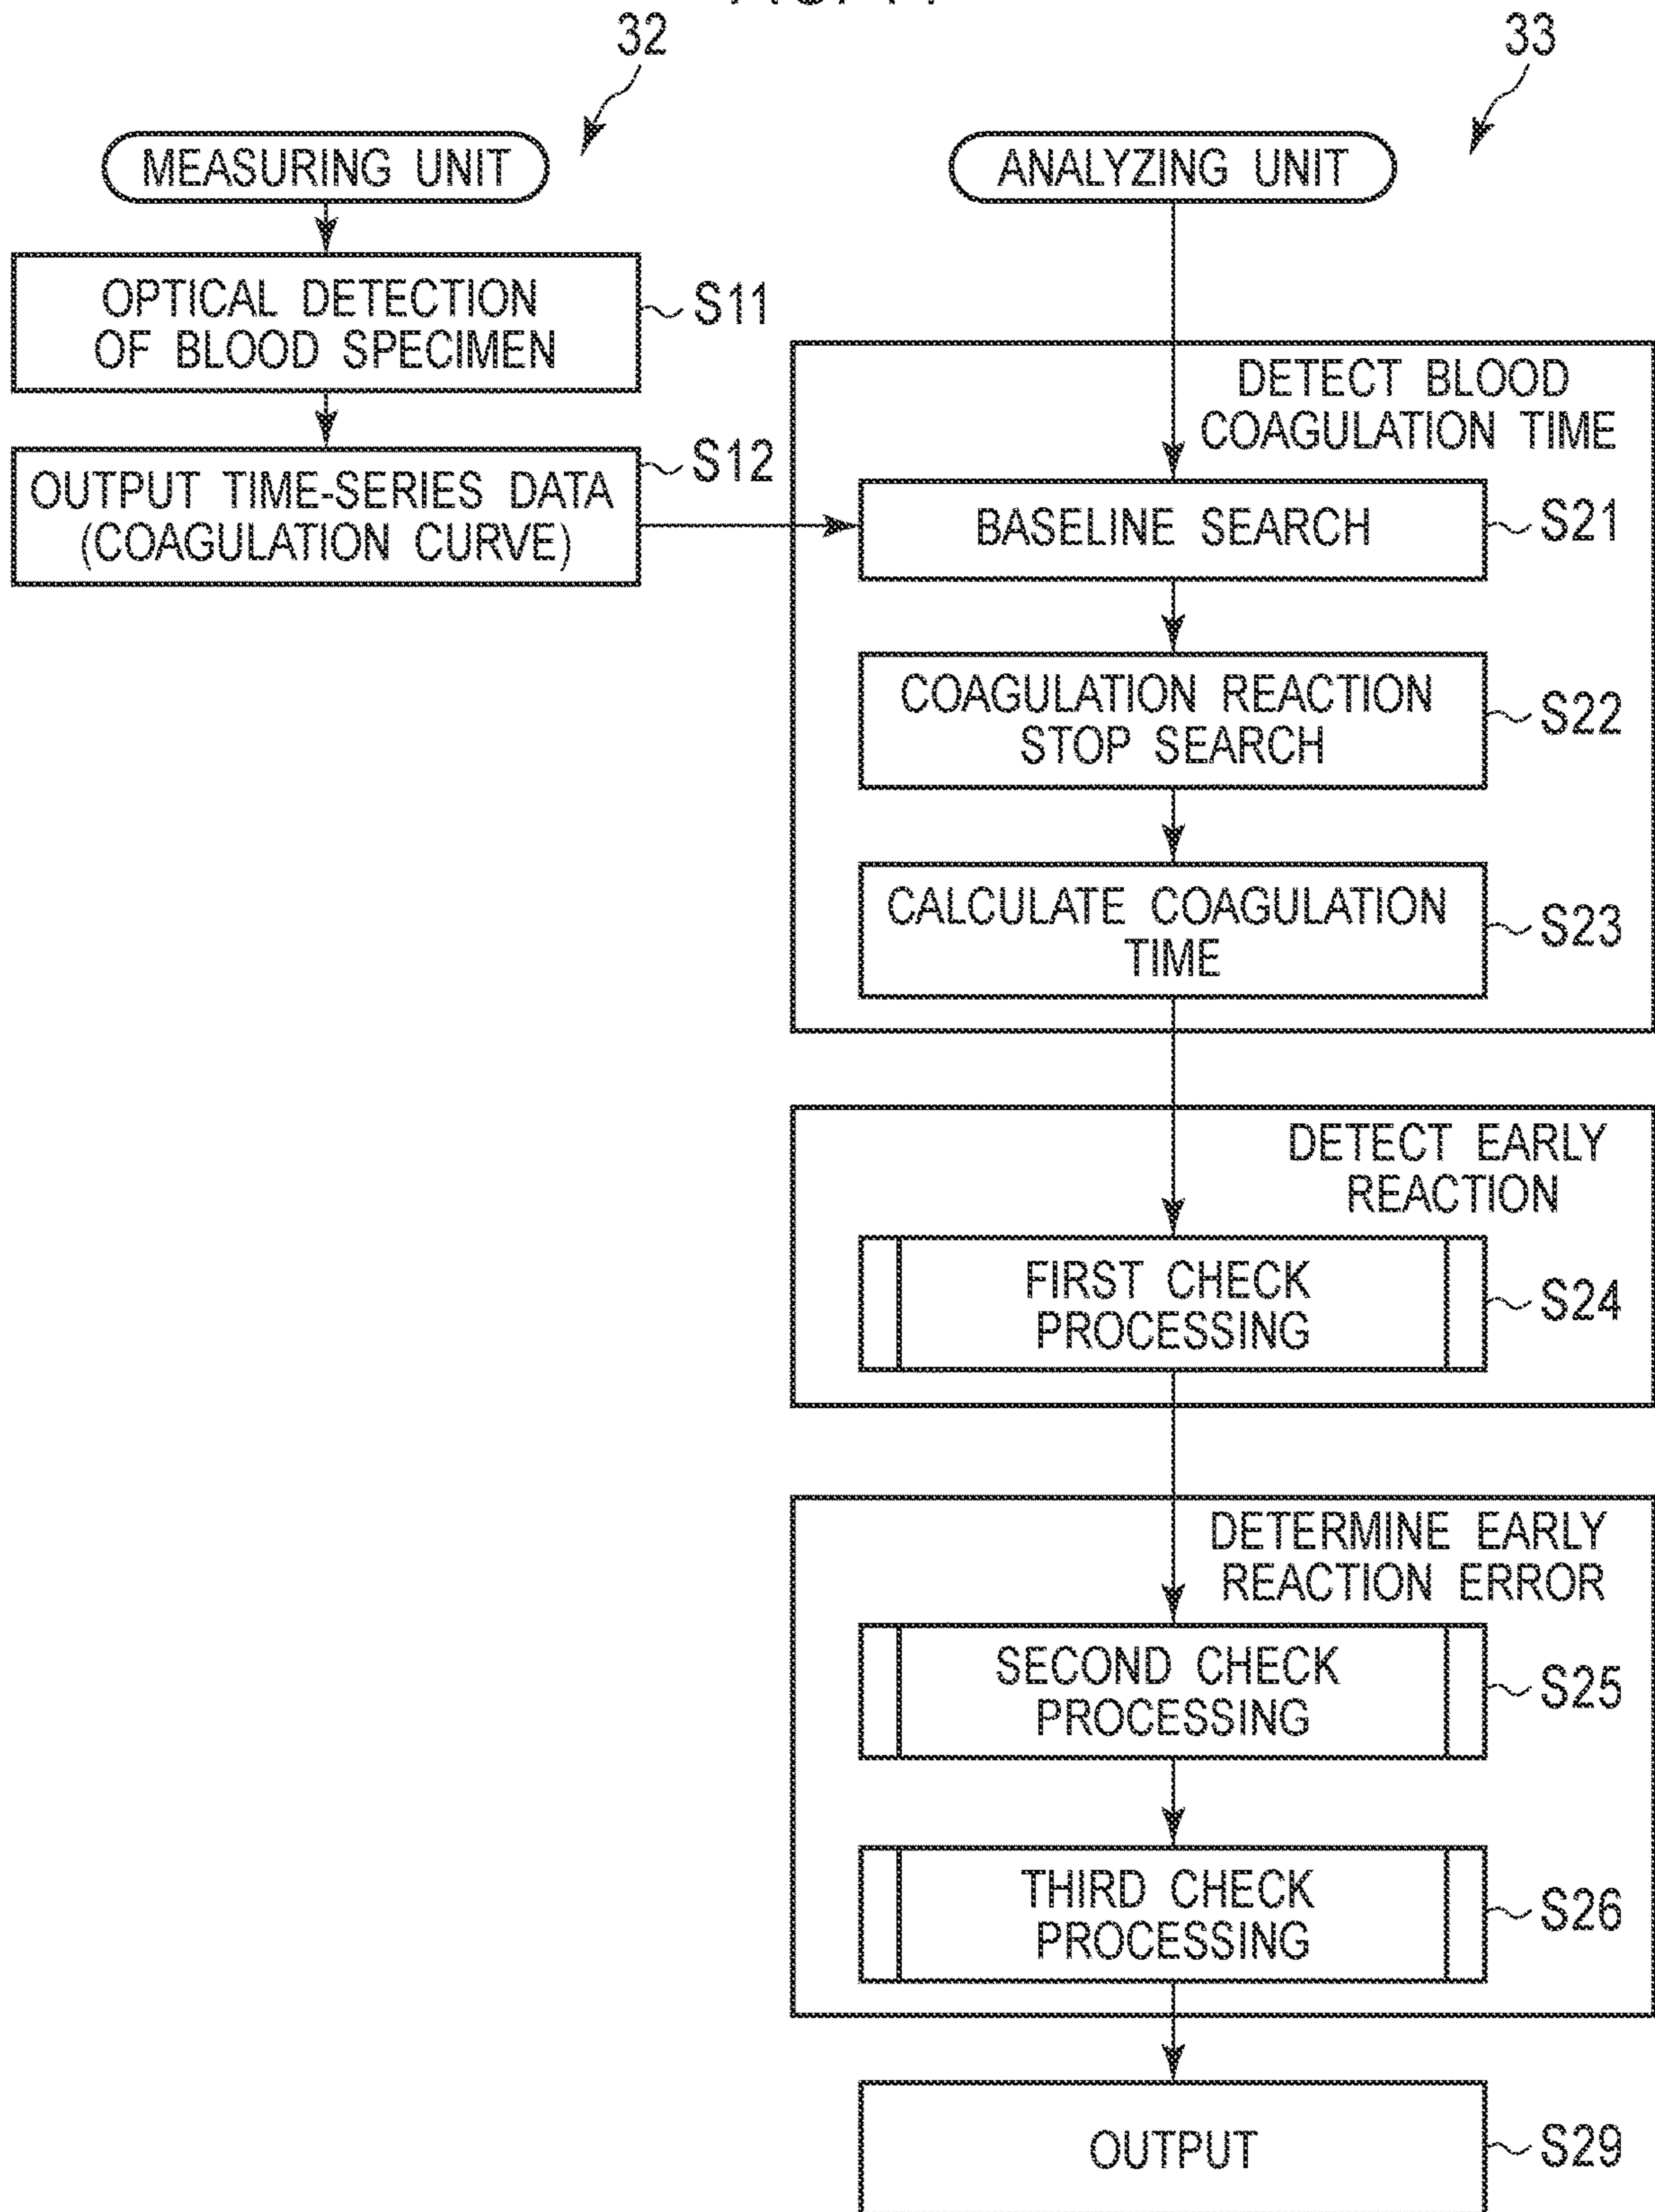 32
33
MEASURING UNIT
ANALYZING UNIT
OPTICAL DETECTION
OF BLOOD SPECIMEN
S11
OUTPUT TIME-SERIES DATA
(COAGULATION CURVE)
S12
DETECT BLOOD
COAGULATION TIME
BASELINE SEARCH
S21
COAGULATION REACTION
STOP SEARCH
S22
CALCULATE COAGULATION
TIME
S23
DETECT EARLY
REACTION
FIRST CHECK
PROCESSING
S24
DETERMINE EARLY
REACTION ERROR
SECOND CHECK
PROCESSING
S25
THIRD CHECK
PROCESSING
S26
OUTPUT
S29